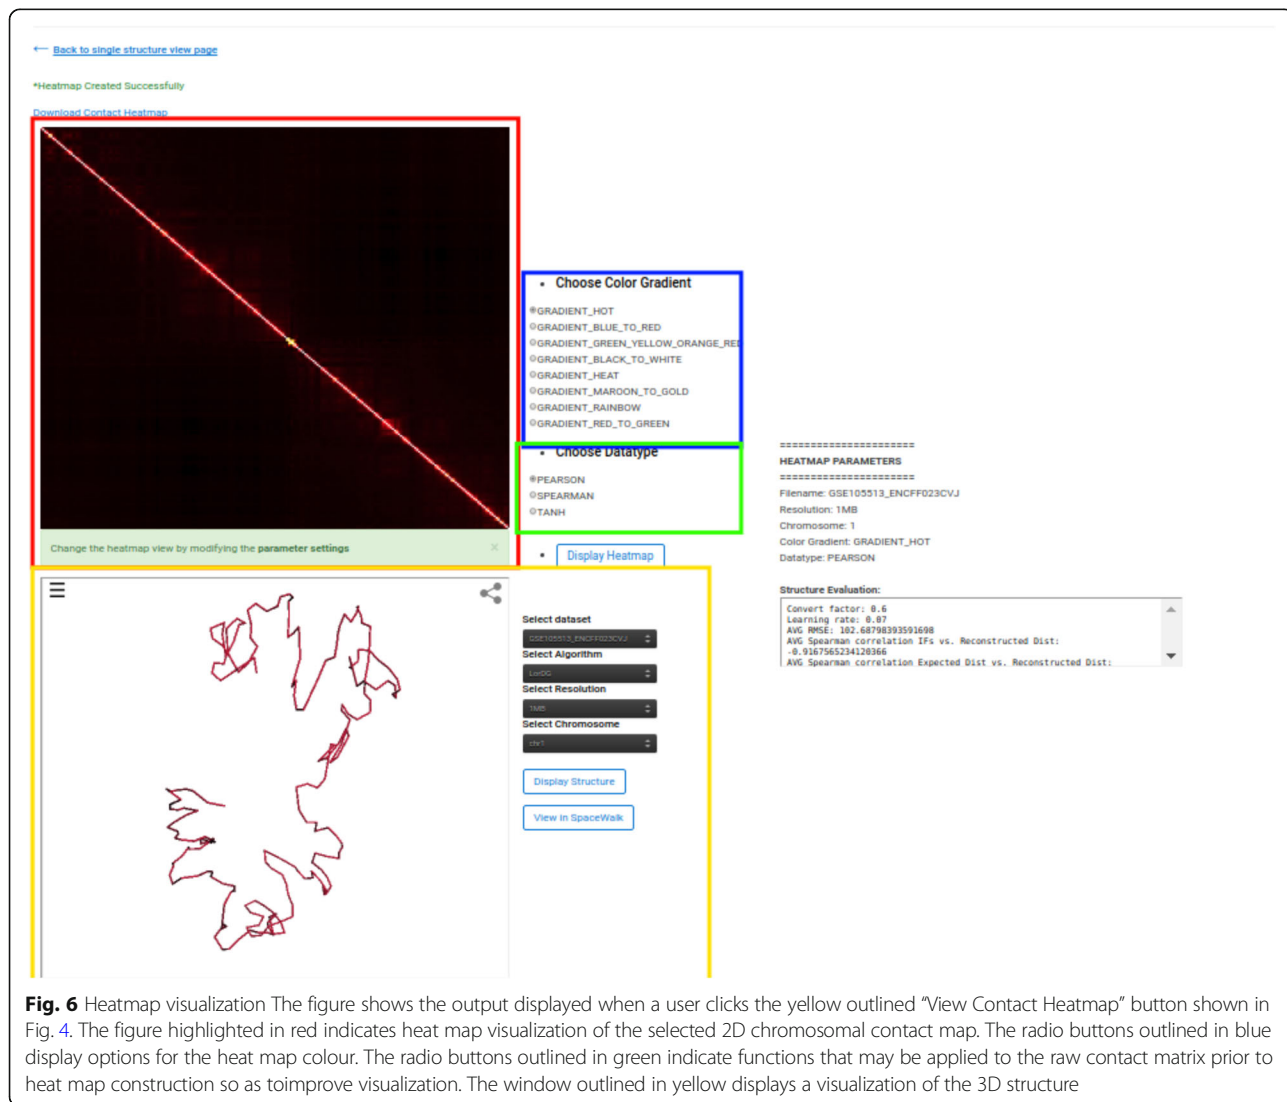 ← Back to single structure view page
*Heatmap Created Successfully
Download Contact Heatmap
• Choose Color Gradient
GRADIENT_HOT
GRADIENT_BLUE_TO_RED
GRADIENT_GREEN_YELLOW_ORANGE_RED
GRADIENT_BLACK_TO_WHITE
GRADIENT_HEAT
GRADIENT_MAROON_TO_GOLD
GRADIENT_RAINBOW
GRADIENT_RED_TO_GREEN
• Choose Datatype
PEARSON
SPEARMAN
TANH
• Display Heatmap
======================
HEATMAP PARAMETERS
======================
Filename: GSE105513_ENCFF023CVJ
Resolution: 1MB
Chromosome: 1
Color Gradient: GRADIENT_HOT
Datatype: PEARSON
Structure Evaluation:
Convert factor: 0.6
Learning rate: 0.07
AVG RMSE: 102.68798393591698
AVG Spearman correlation IFs vs. Reconstructed Dist:
-0.9167565234120366
AVG Spearman correlation Expected Dist vs. Reconstructed Dist:
Change the heatmap view by modifying the parameter settings ×
Select dataset
GSE105513_ENCFF023CVJ
Select Algorithm
LorDG
Select Resolution
1MB
Select Chromosome
chr1
Display Structure
View in SpaceWalk
Fig. 6 Heatmap visualization The figure shows the output displayed when a user clicks the yellow outlined "View Contact Heatmap" button shown in
Fig. 4. The figure highlighted in red indicates heat map visualization of the selected 2D chromosomal contact map. The radio buttons outlined in blue
display options for the heat map colour. The radio buttons outlined in green indicate functions that may be applied to the raw contact matrix prior to
heat map construction so as toimprove visualization. The window outlined in yellow displays a visualization of the 3D structure